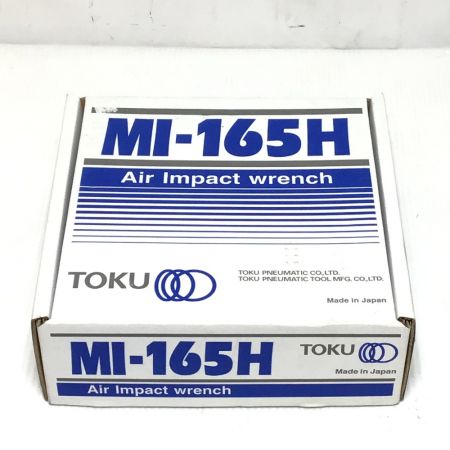 MI-165H
Air Impact wrench
TOKU
TOKU PNEUMATIC CO.,LTD.
TOKU PNEUMATIC TOOL MFG. CO.,LTD.
Made in Japan
MI-165H
TOKU
Made in Japan
Air Impact wrench